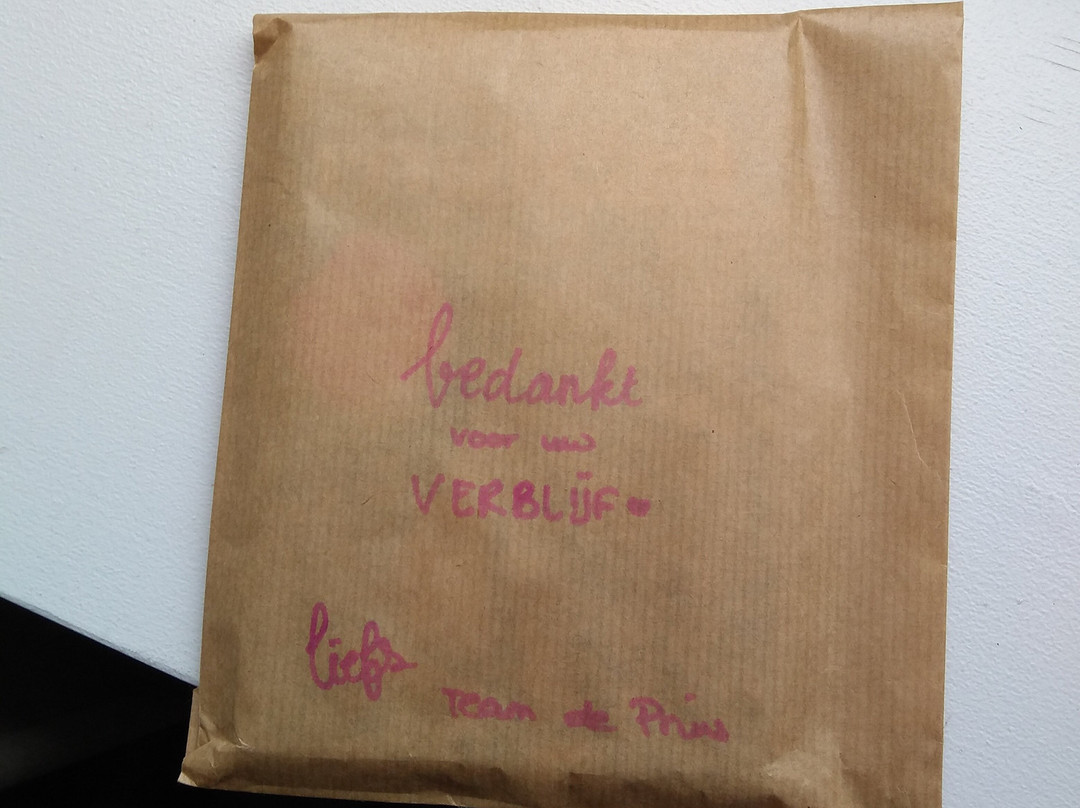 bedankt
voor uw
VERBLIJF ♥
liefs
Team de Prins